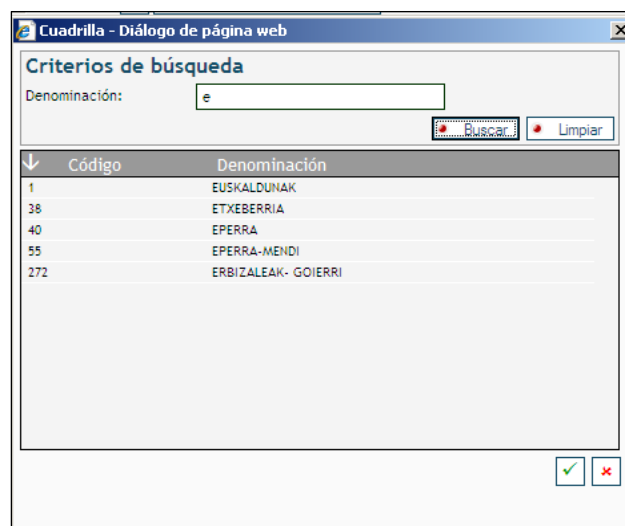 Cuadrilla - Diálogo de página web
Criterios de búsqueda
Denominación: e
Buscar Limpiar
Código Denominación
1 EUSKALDUNAK
38 ETXEBERRIA
40 EPERRA
55 EPERRA-MENDI
272 ERBIZALEAK- GOIERRI